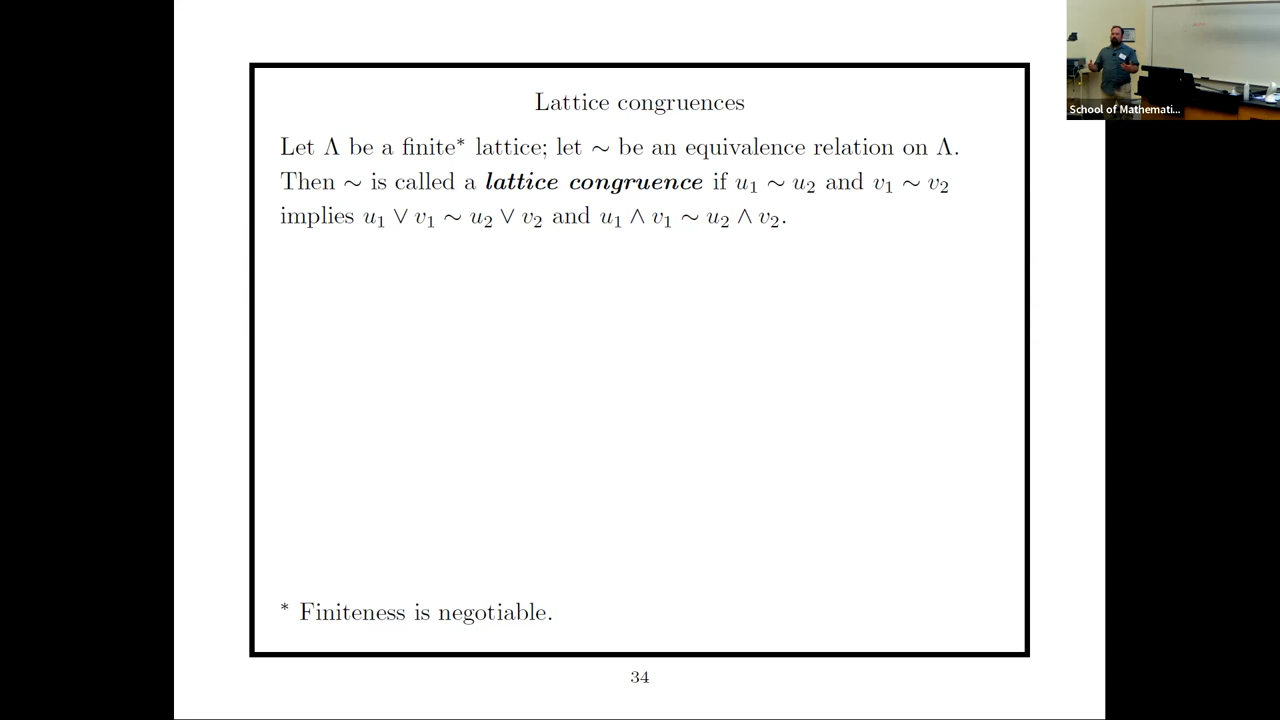 Lattice congruences
Let Λ be a finite* lattice; let ∼ be an equivalence relation on Λ.
Then ∼ is called a lattice congruence if u₁ ∼ u₂ and v₁ ∼ v₂
implies u₁ ∨ v₁ ∼ u₂ ∨ v₂ and u₁ ∧ v₁ ∼ u₂ ∧ v₂.
* Finiteness is negotiable.
34
School of Mathemati...